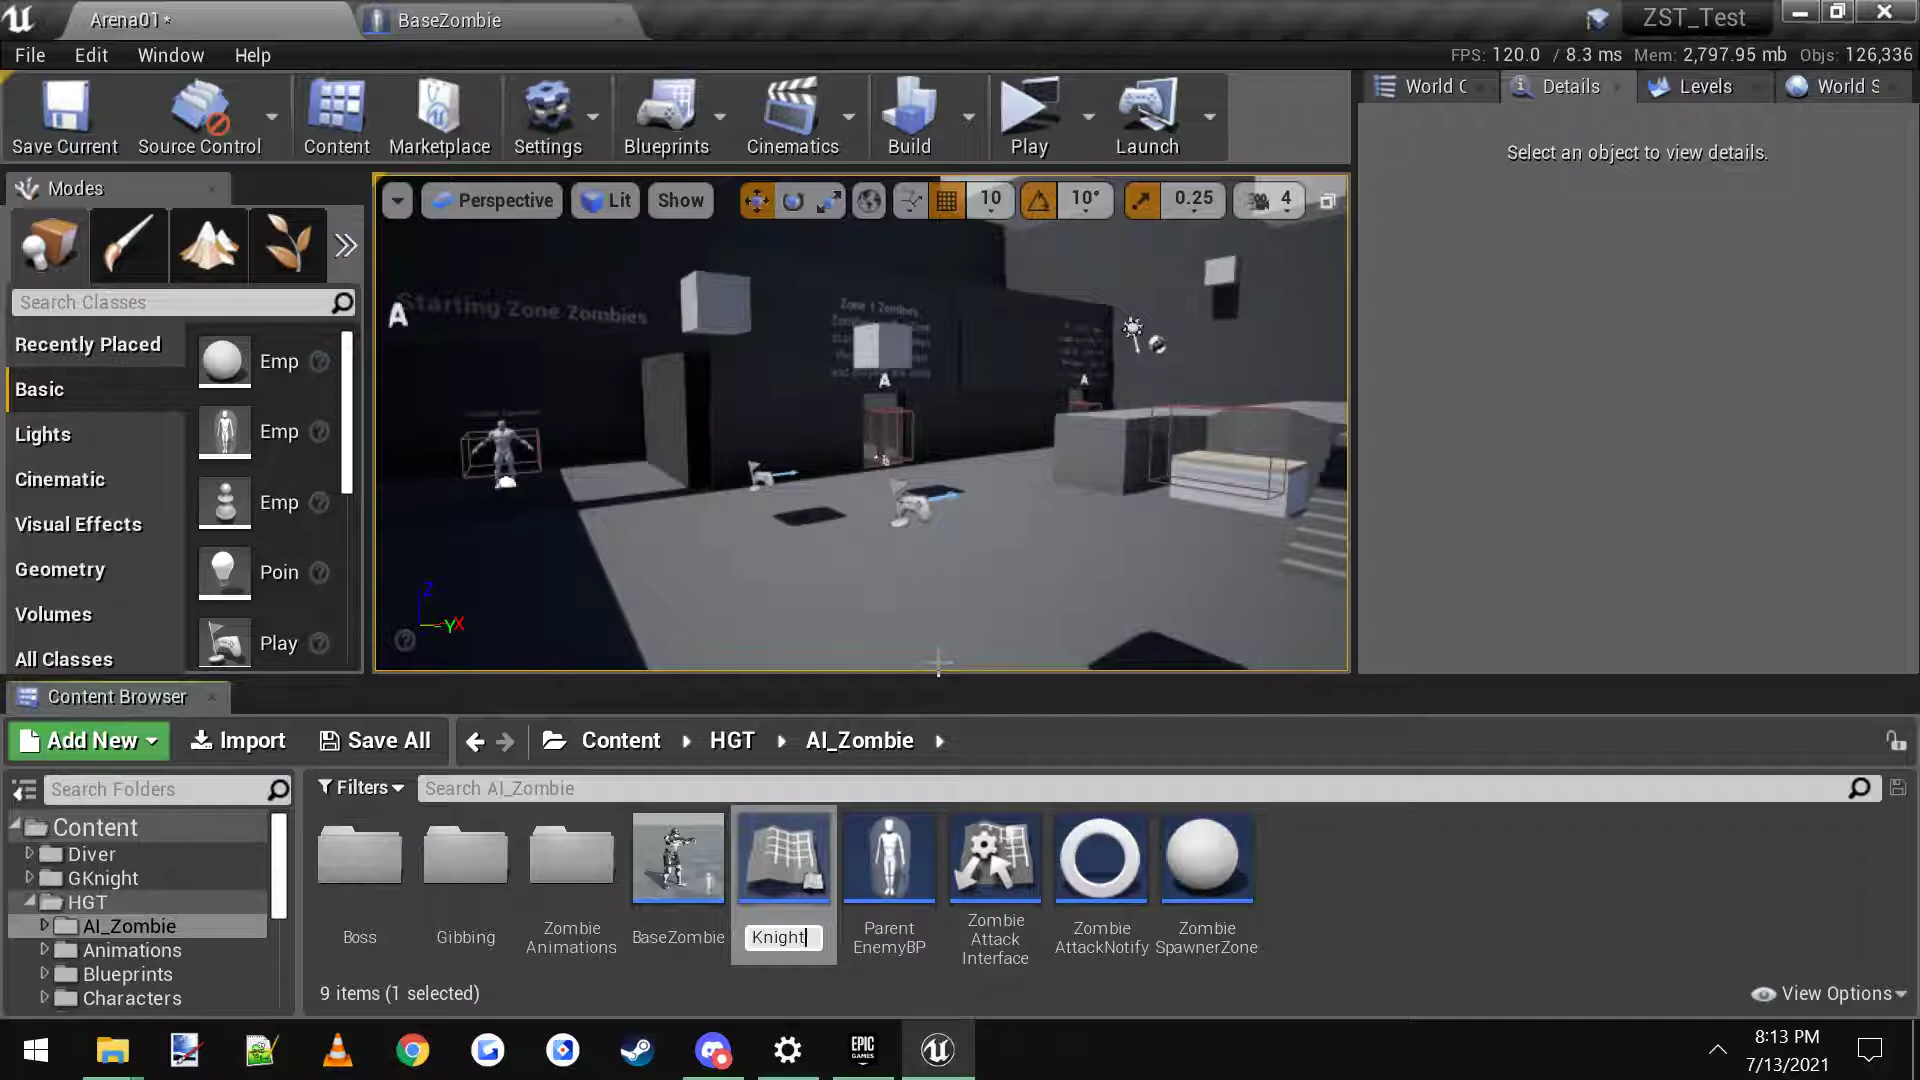 Arena01*
BaseZombie
ZST_Test
File
Edit
Window
Help
FPS: 120.0 / 8.3 ms Mem: 2,797.95 mb Objs: 126,336
Save Current
Source Control
Content
Marketplace
Settings
Blueprints
Cinematics
Build
Play
Launch
World O
Details
Levels
World S
Select an object to view details.
Modes
Search Classes
Recently Placed
Basic
Lights
Cinematic
Visual Effects
Geometry
Volumes
All Classes
Emp
Emp
Emp
Poin
Play
Perspective
Lit
Show
10
10°
0.25
4
Starting Zone Zombies
Zone 1 Zombies
A
A
A
Z
Y
X
Content Browser
Add New
Import
Save All
Content
HGT
AI_Zombie
Search Folders
Filters
Search AI_Zombie
Content
Diver
GKnight
HGT
AI_Zombie
Animations
Blueprints
Characters
Boss
Gibbing
Zombie
Animations
BaseZombie
Knight
Parent
EnemyBP
Zombie
Attack
Interface
Zombie
AttackNotify
Zombie
SpawnerZone
9 items (1 selected)
View Options
EPIC
GAMES
8:13 PM
7/13/2021